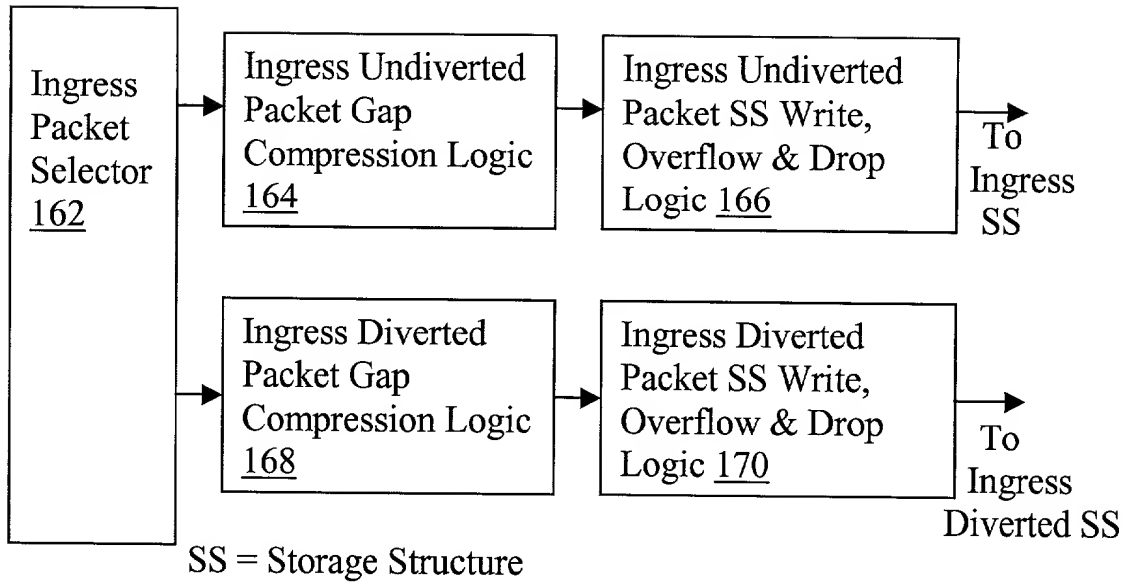 Ingress
Packet
Selector
162
Ingress Undiverted
Packet Gap
Compression Logic
164
Ingress Undiverted
Packet SS Write,
Overflow & Drop
Logic 166
To
Ingress
SS
Ingress Diverted
Packet Gap
Compression Logic
168
Ingress Diverted
Packet SS Write,
Overflow & Drop
Logic 170
To
Ingress
Diverted SS
SS = Storage Structure